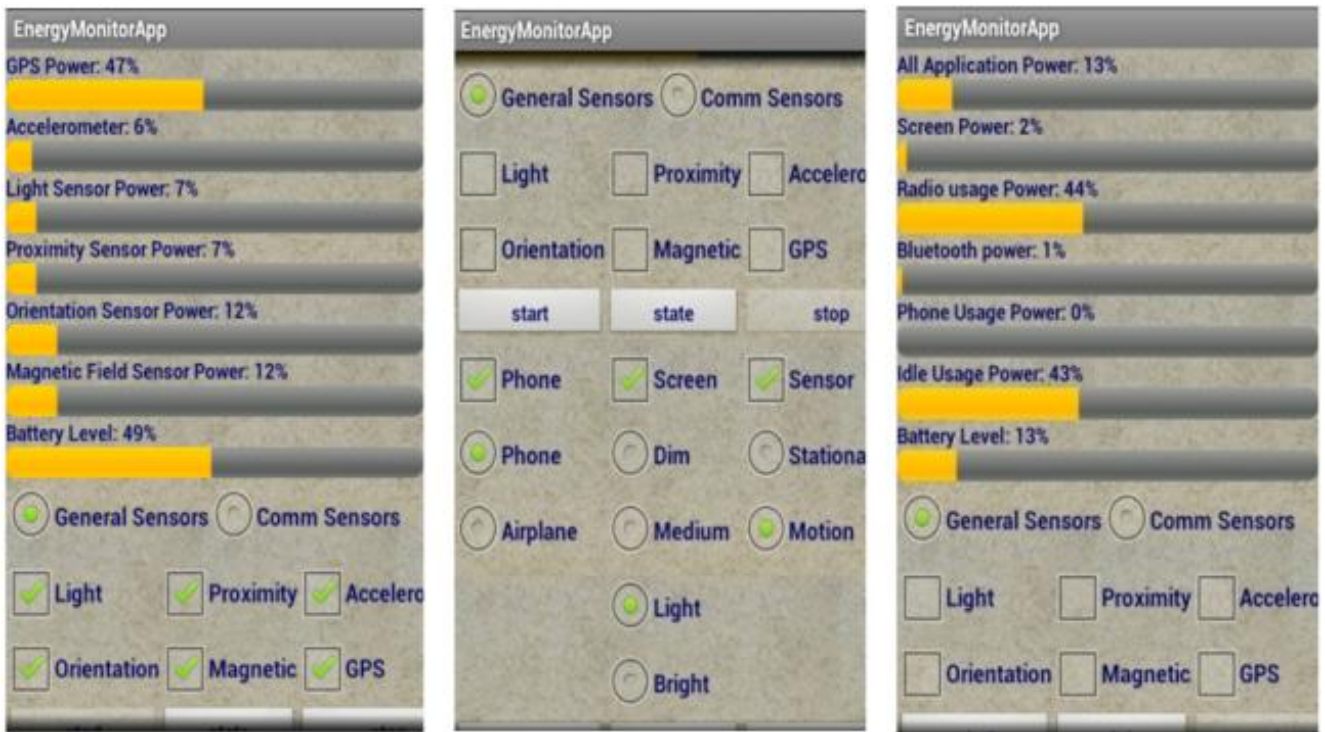 EnergyMonitorApp
GPS Power: 47%
Accelerometer: 6%
Light Sensor Power: 7%
Proximity Sensor Power: 7%
Orientation Sensor Power: 12%
Magnetic Field Sensor Power: 12%
Battery Level: 49%
General Sensors Comm Sensors
Light Proximity Accelero
Orientation Magnetic GPS
state
EnergyMonitorApp
General Sensors Comm Sensors
Light Proximity Accelero
Orientation Magnetic GPS
start state stop
Phone Screen Sensor
Phone Dim Stationa
Airplane Medium Motion
Light
Bright
EnergyMonitorApp
All Application Power: 13%
Screen Power: 2%
Radio usage Power: 44%
Bluetooth power: 1%
Phone Usage Power: 0%
Idle Usage Power: 43%
Battery Level: 13%
General Sensors Comm Sensors
Light Proximity Accelero
Orientation Magnetic GPS